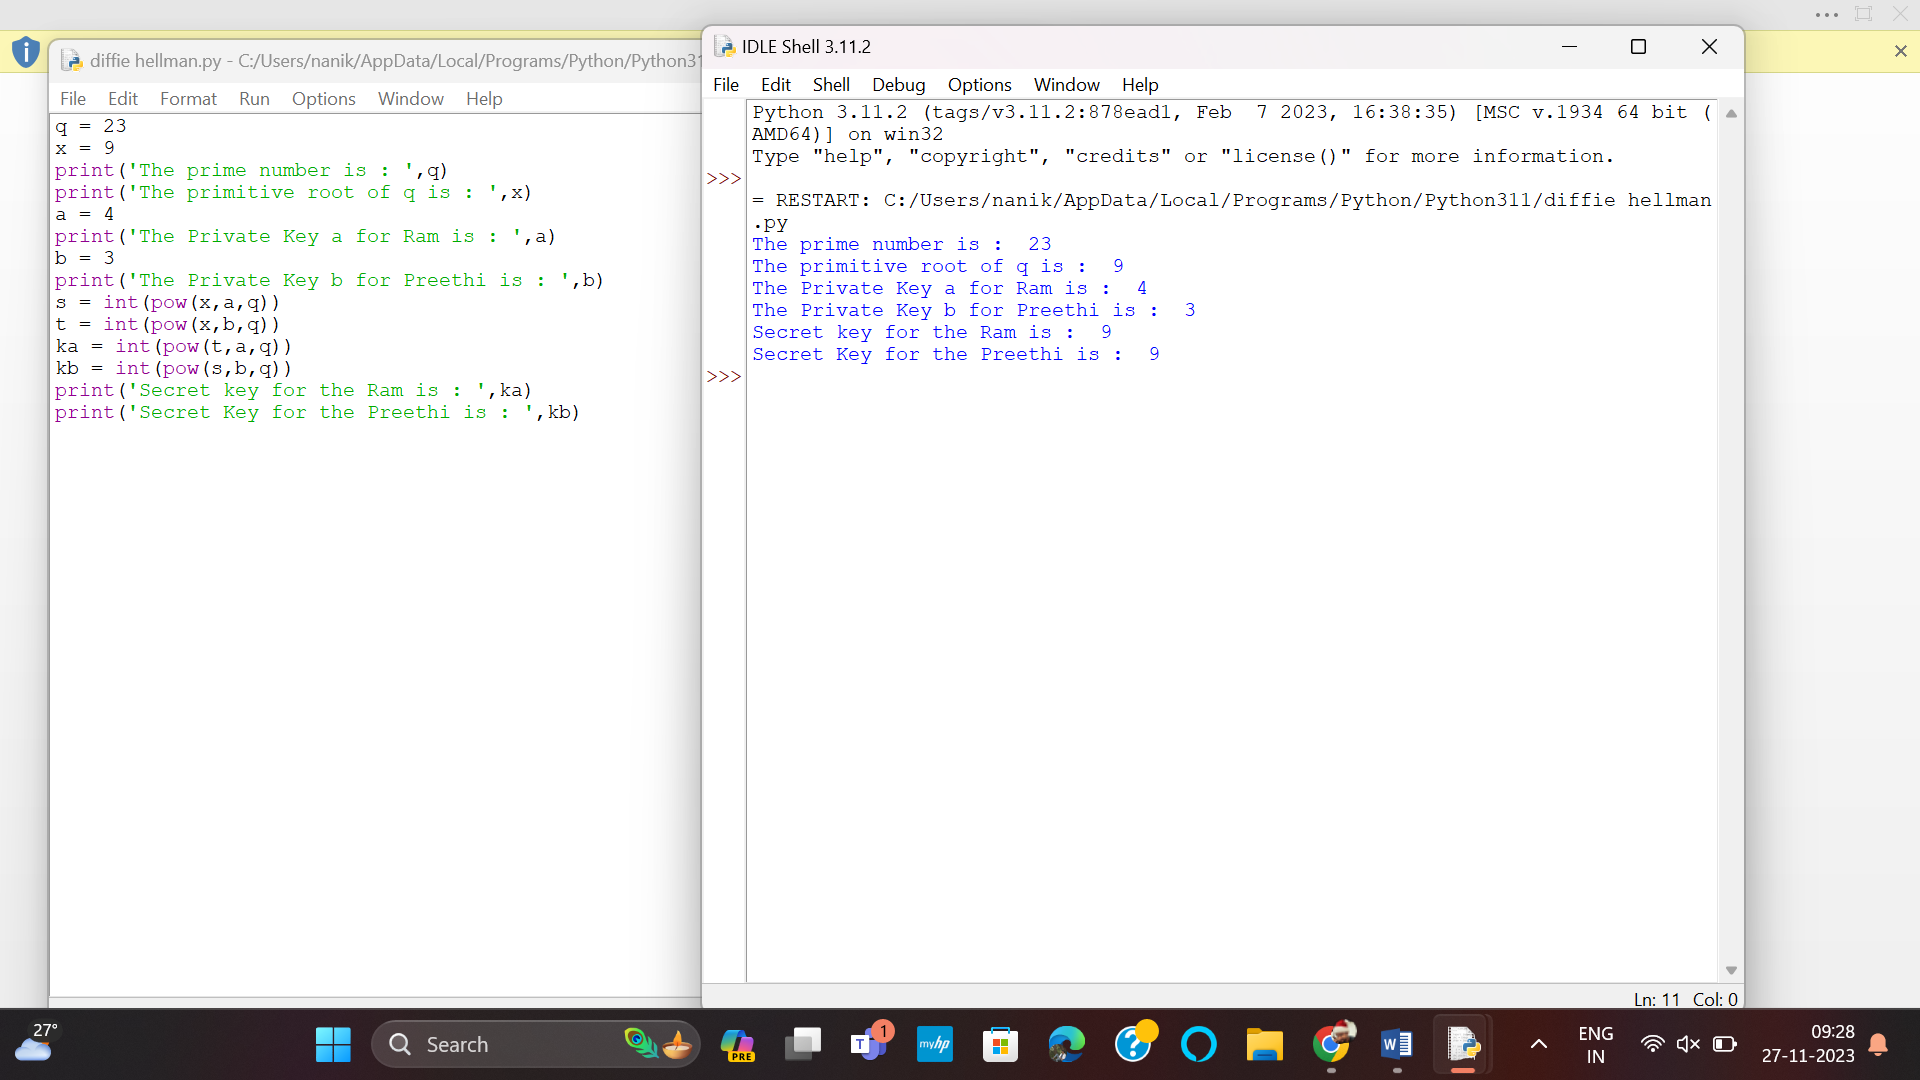 diffie hellman.py - C:/Users/nanik/AppData/Local/Programs/Python/Python31
File Edit Format Run Options Window Help
q = 23
x = 9
print('The prime number is : ',q)
print('The primitive root of q is : ',x)
a = 4
print('The Private Key a for Ram is : ',a)
b = 3
print('The Private Key b for Preethi is : ',b)
s = int(pow(x,a,q))
t = int(pow(x,b,q))
ka = int(pow(t,a,q))
kb = int(pow(s,b,q))
print('Secret key for the Ram is : ',ka)
print('Secret Key for the Preethi is : ',kb)
IDLE Shell 3.11.2
File Edit Shell Debug Options Window Help
Python 3.11.2 (tags/v3.11.2:878ead1, Feb  7 2023, 16:38:35) [MSC v.1934 64 bit (
AMD64)] on win32
Type "help", "copyright", "credits" or "license()" for more information.
>>>
= RESTART: C:/Users/nanik/AppData/Local/Programs/Python/Python311/diffie hellman
.py
The prime number is :  23
The primitive root of q is :  9
The Private Key a for Ram is :  4
The Private Key b for Preethi is :  3
Secret key for the Ram is :  9
Secret Key for the Preethi is :  9
>>>
Ln: 11 Col: 0
27°
Search
PRE
T 1
myhp
?
W
ENG
IN
09:28
27-11-2023